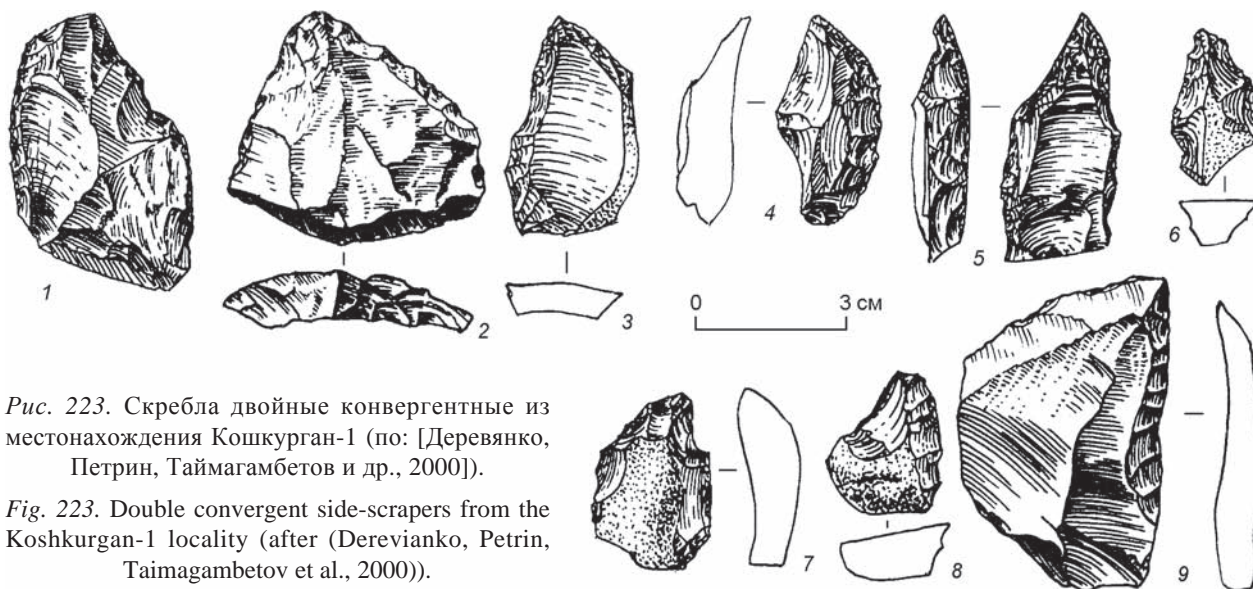 1
2
3
4
5
6
0 3 см
7
8
9
Рис. 223. Скребла двойные конвергентные из
местонахождения Кошкурган-1 (по: [Деревянко,
Петрин, Таймагамбетов и др., 2000]).
Fig. 223. Double convergent side-scrapers from the
Koshkurgan-1 locality (after (Derevianko, Petrin,
Taimagambetov et al., 2000)).